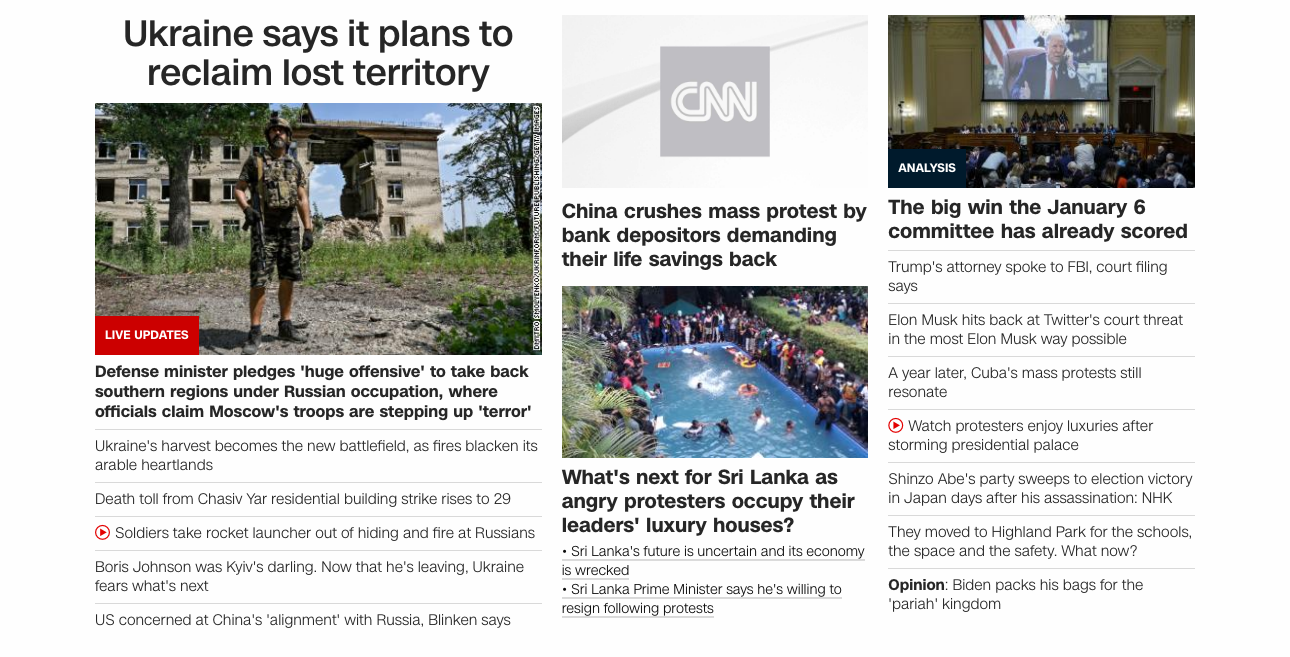 Ukraine says it plans to
reclaim lost territory
DMYTRO SMOLYENKO/UKRINFORM/FUTURE PUBLISHING/GETTY IMAGES
LIVE UPDATES
Defense minister pledges 'huge offensive' to take back
southern regions under Russian occupation, where
officials claim Moscow's troops are stepping up 'terror'
Ukraine's harvest becomes the new battlefield, as fires blacken its
arable heartlands
Death toll from Chasiv Yar residential building strike rises to 29
Soldiers take rocket launcher out of hiding and fire at Russians
Boris Johnson was Kyiv's darling. Now that he's leaving, Ukraine
fears what's next
US concerned at China's 'alignment' with Russia, Blinken says
CNN
China crushes mass protest by
bank depositors demanding
their life savings back
What's next for Sri Lanka as
angry protesters occupy their
leaders' luxury houses?
• Sri Lanka's future is uncertain and its economy
is wrecked
• Sri Lanka Prime Minister says he's willing to
resign following protests
ANALYSIS
The big win the January 6
committee has already scored
Trump's attorney spoke to FBI, court filing
says
Elon Musk hits back at Twitter's court threat
in the most Elon Musk way possible
A year later, Cuba's mass protests still
resonate
Watch protesters enjoy luxuries after
storming presidential palace
Shinzo Abe's party sweeps to election victory
in Japan days after his assassination: NHK
They moved to Highland Park for the schools,
the space and the safety. What now?
Opinion: Biden packs his bags for the
'pariah' kingdom